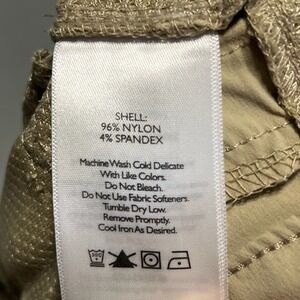 SHELL:
96% NYLON
4% SPANDEX
Machine Wash Cold Delicate
With Like Colors.
Do Not Bleach.
Do Not Use Fabric Softeners.
Tumble Dry Low.
Remove Promptly.
Cool Iron As Desired.